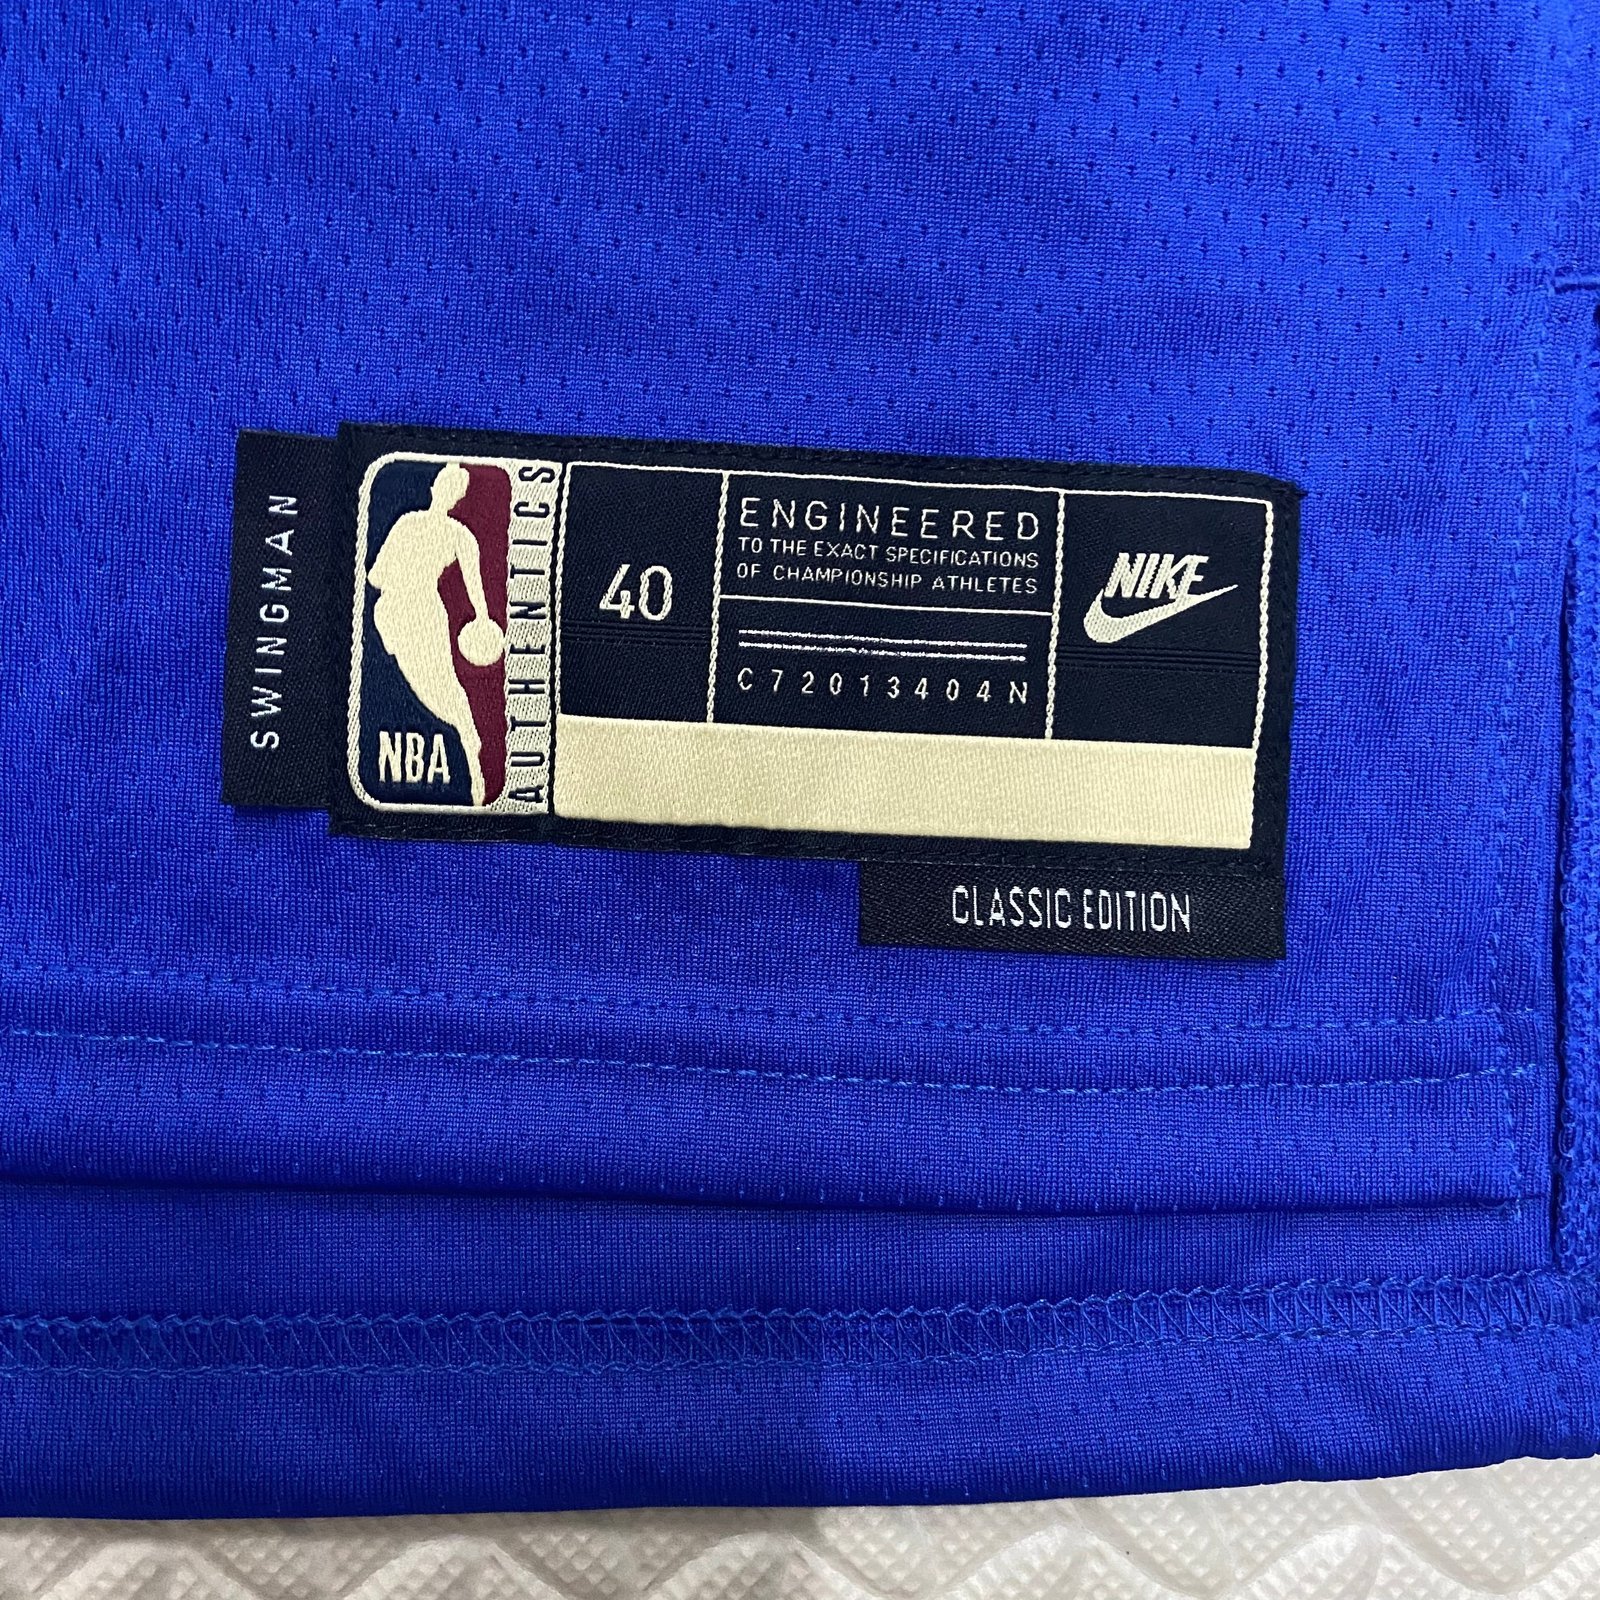 SWINGMAN
NBA
AUTHENTICS
40
ENGINEERED
TO THE EXACT SPECIFICATIONS
OF CHAMPIONSHIP ATHLETES
C72013404N
NIKE
CLASSIC EDITION